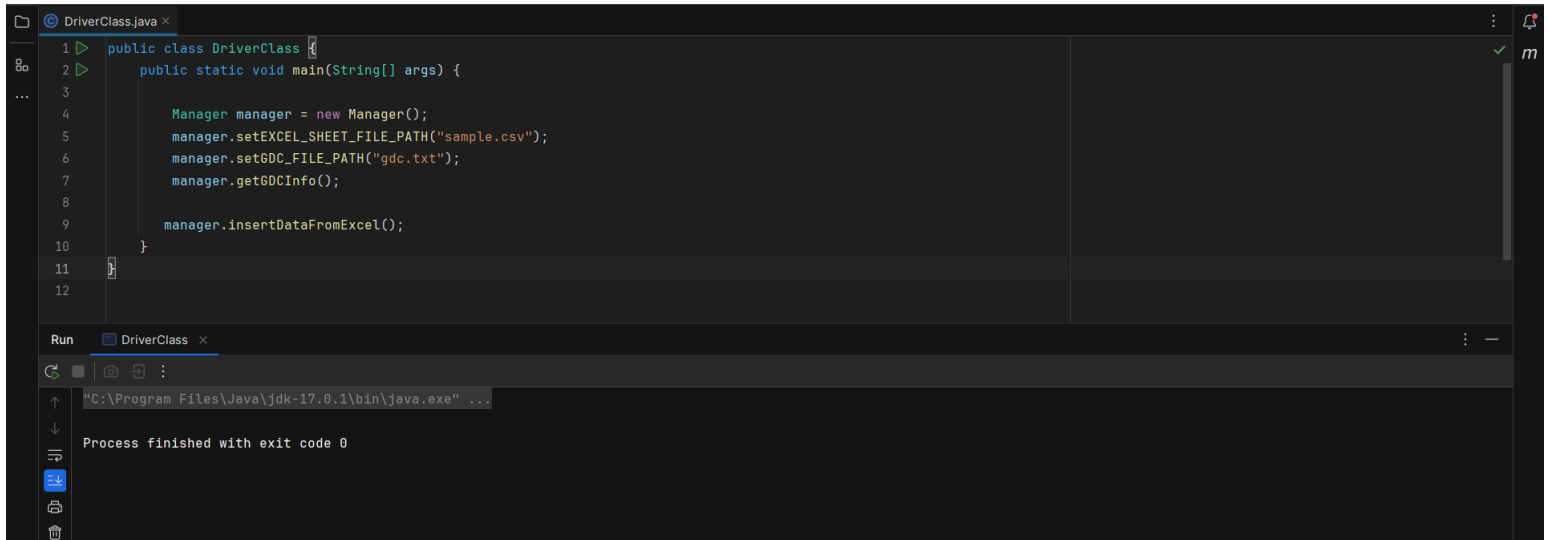 DriverClass.java
1 public class DriverClass {
2 public static void main(String[] args) {
3
4 Manager manager = new Manager();
5 manager.setEXCEL_SHEET_FILE_PATH("sample.csv");
6 manager.setGDC_FILE_PATH("gdc.txt");
7 manager.getGDCInfo();
8
9 manager.insertDataFromExcel();
10 }
11 }
12
m
Run DriverClass
"C:\Program Files\Java\jdk-17.0.1\bin\java.exe" ...
Process finished with exit code 0